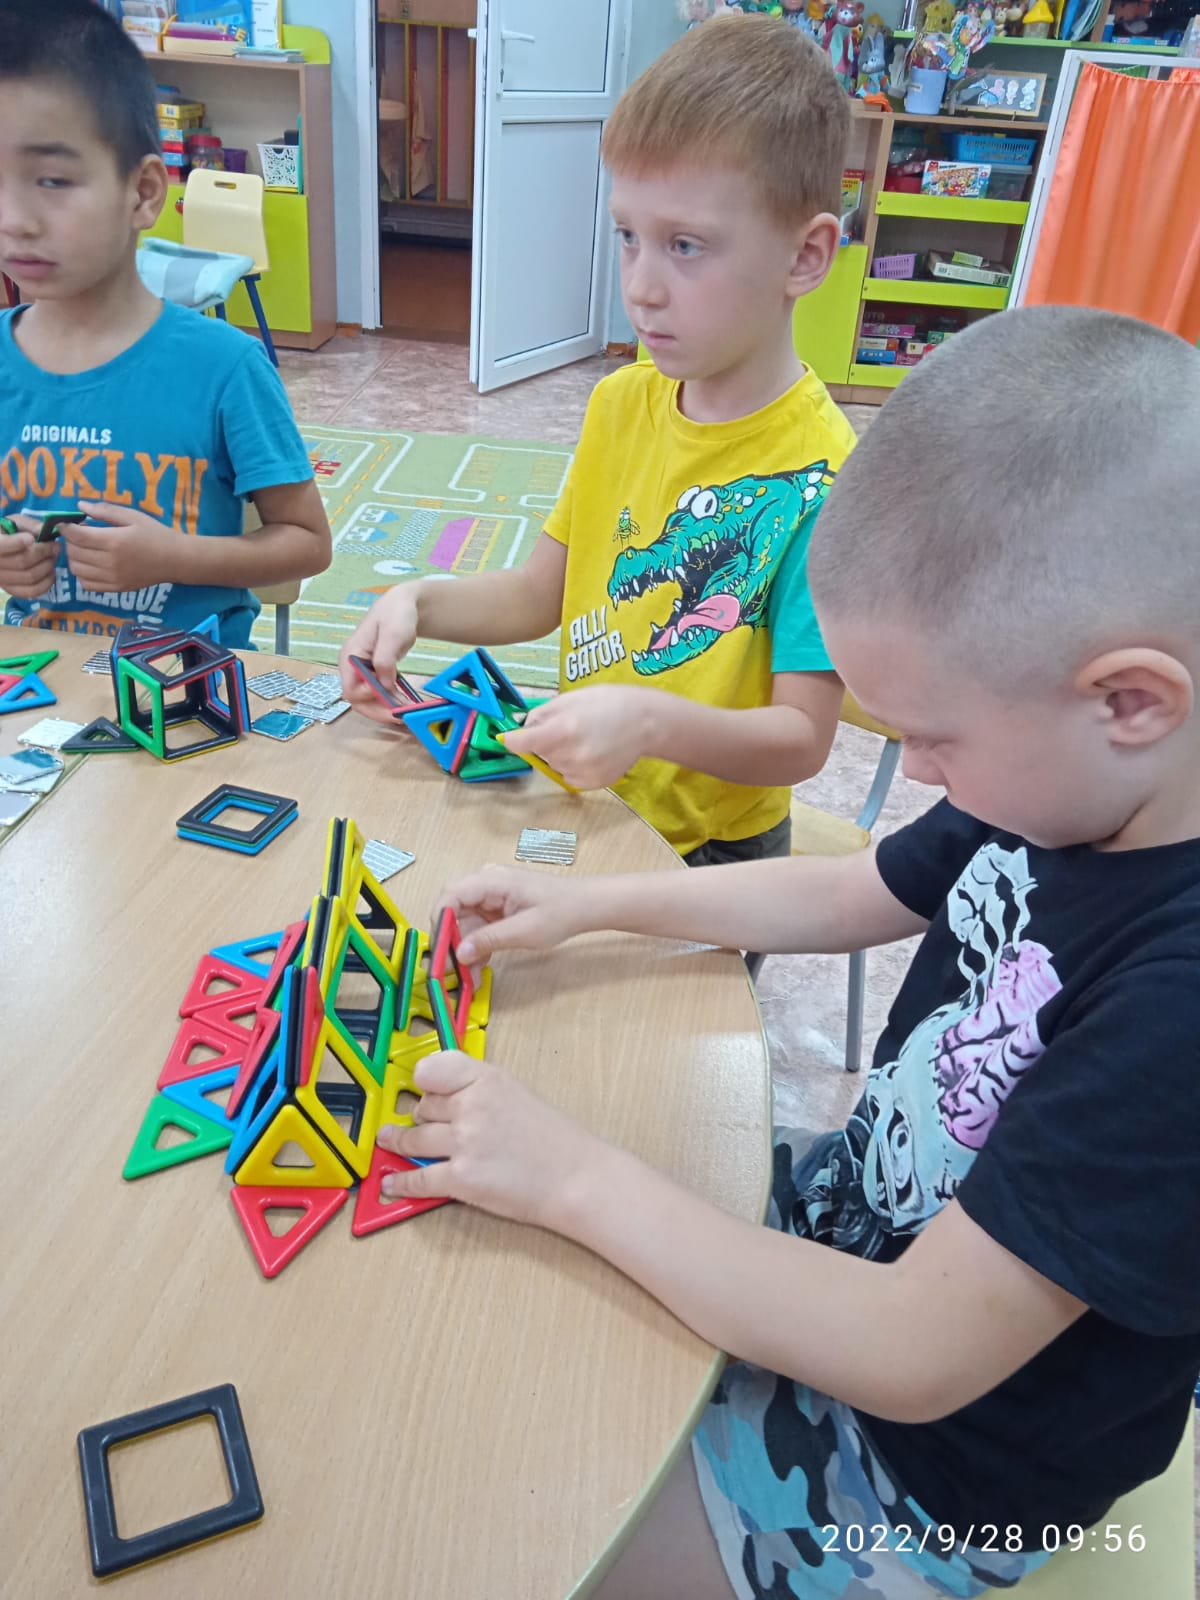 ORIGINALS
OOKLYN
LEAGUE
ALLI
GATOR
2022/9/28 09:56